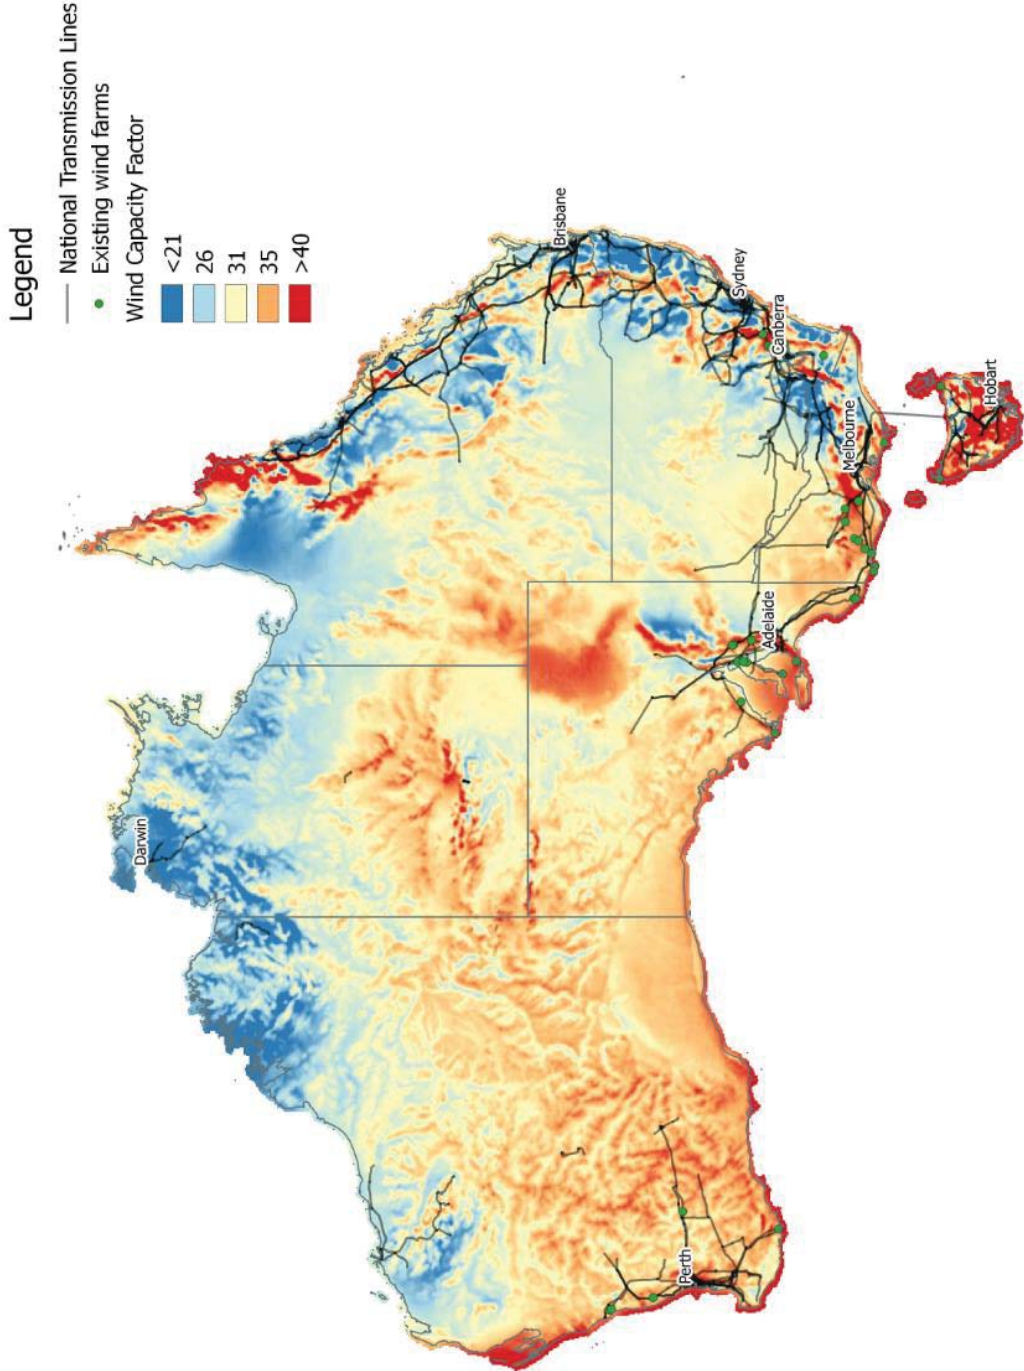 Legend
National Transmission Lines
Existing wind farms
Wind Capacity Factor
<21
26
31
35
>40
Darwin
Brisbane
Perth
Adelaide
Sydney
Canberra
Melbourne
Hobart